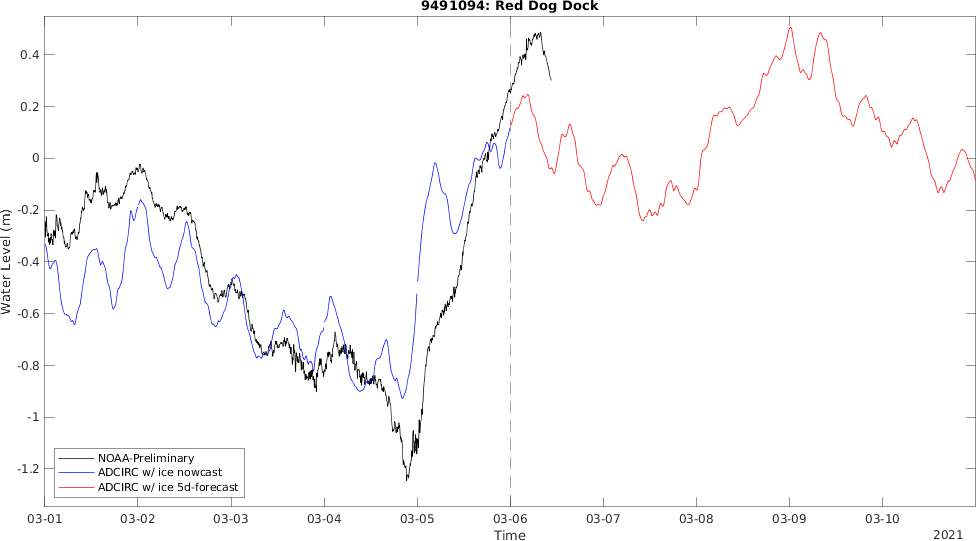 9491094: Red Dog Dock
Water Level (m)
0.4
0.2
0
-0.2
-0.4
-0.6
-0.8
-1
-1.2
NOAA-Preliminary
ADCIRC w/ ice nowcast
ADCIRC w/ ice 5d-forecast
03-01 03-02 03-03 03-04 03-05 03-06 03-07 03-08 03-09 03-10
Time
2021